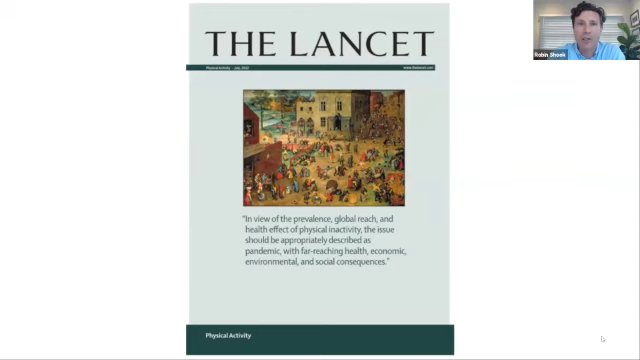 THE LANCET
Physical Activity July, 2012 www.thelancet.com
"In view of the prevalence, global reach, and
health effect of physical inactivity, the issue
should be appropriately described as
pandemic, with far-reaching health, economic,
environmental, and social consequences."
Physical Activity
Robin Shook